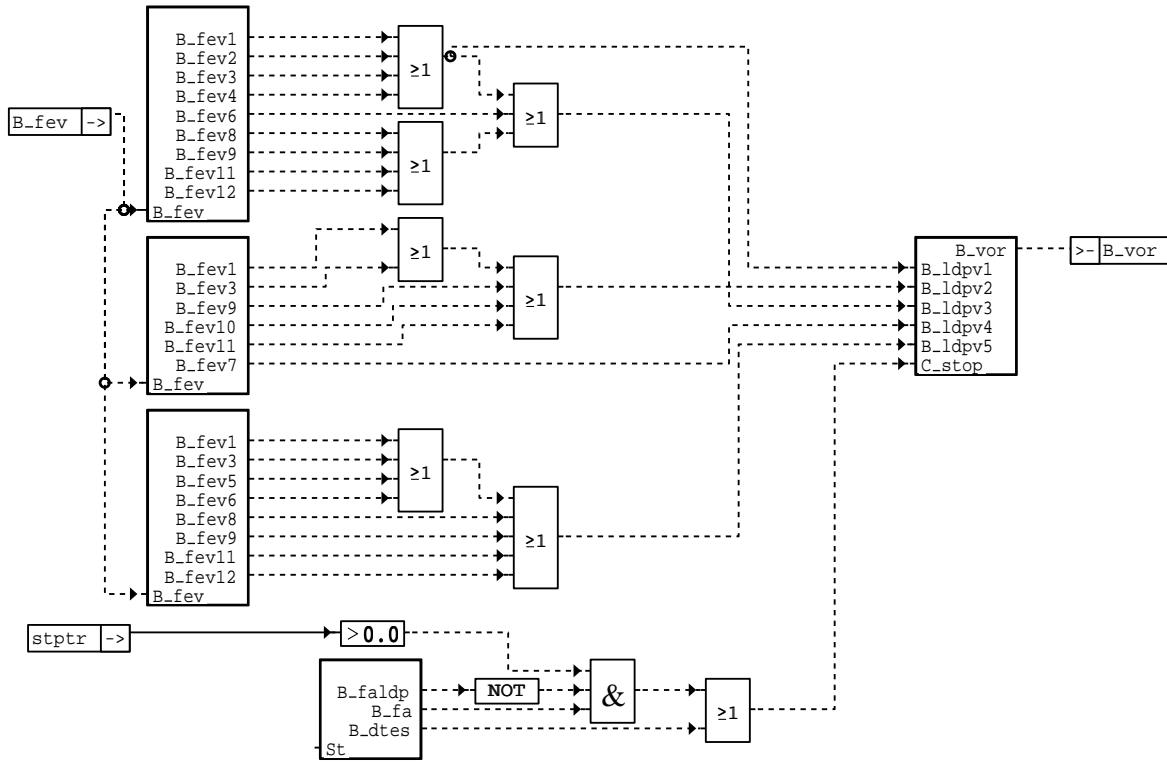 B_fev1
B_fev2
B_fev3
B_fev4
B_fev6
B_fev8
B_fev9
B_fev11
B_fev12
B_fev
≥1
≥1
≥1
B_fev ->
B_fev1
B_fev3
B_fev9
B_fev10
B_fev11
B_fev7
B_fev
≥1
≥1
B_vor
B_ldpv1
B_ldpv2
B_ldpv3
B_ldpv4
B_ldpv5
C_stop
>- B_vor
B_fev1
B_fev3
B_fev5
B_fev6
B_fev8
B_fev9
B_fev11
B_fev12
B_fev
≥1
≥1
stptr ->
>0.0
B_faldp
B_fa
B_dtes
St
NOT
&
≥1